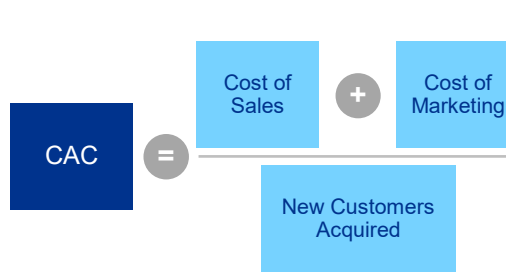 CAC
=
Cost of
Sales
+
Cost of
Marketing
New Customers
Acquired